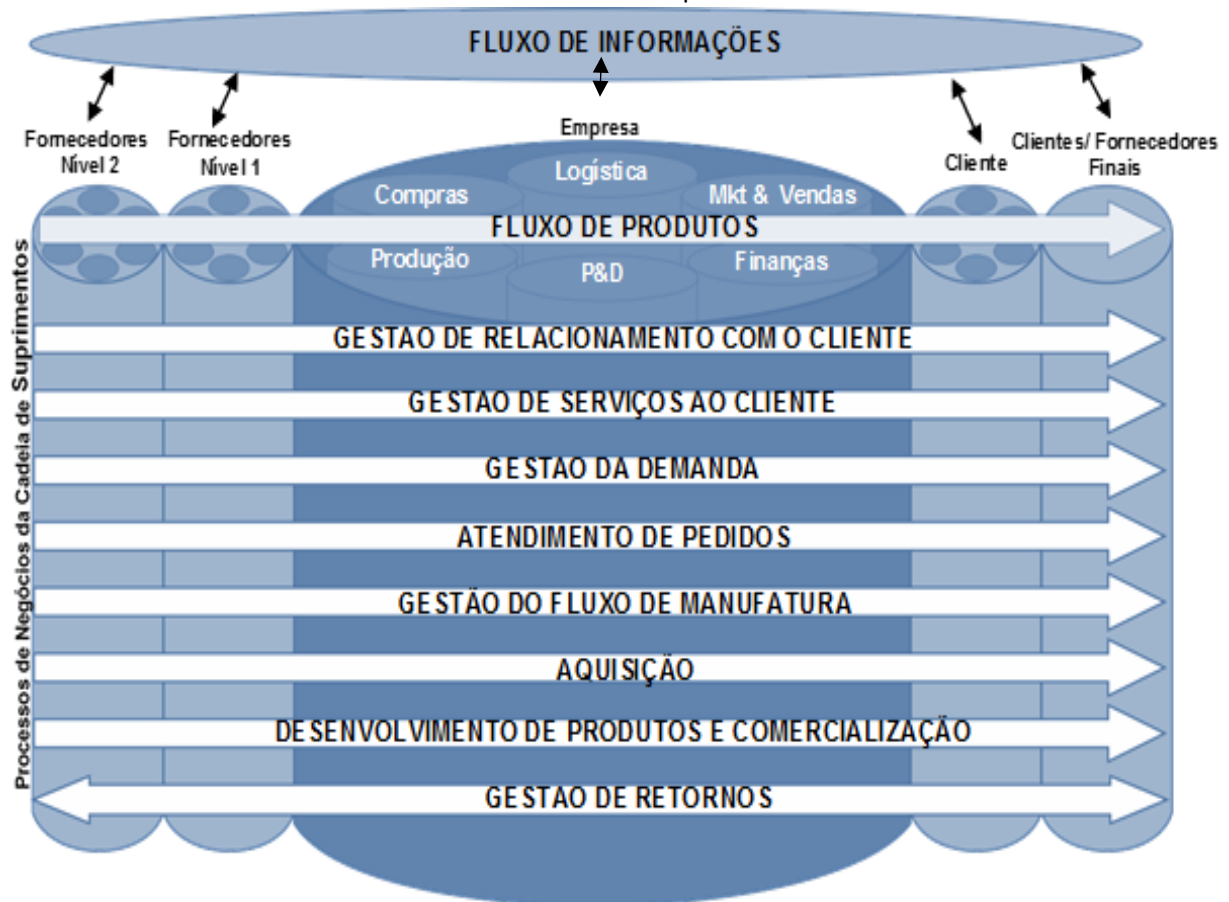 FLUXO DE INFORMAÇÕES
Fornecedores
Nível 2
Fornecedores
Nível 1
Empresa
Cliente
Clientes/ Fornecedores
Finais
Logística
Compras
Mkt & Vendas
FLUXO DE PRODUTOS
Produção
P&D
Finanças
Processos de Negócios da Cadeia de Suprimentos
GESTAO DE RELACIONAMENTO COM O CLIENTE
GESTAO DE SERVIÇOS AO CLIENTE
GESTAO DA DEMANDA
ATENDIMENTO DE PEDIDOS
GESTÃO DO FLUXO DE MANUFATURA
AQUISIÇÃO
DESENVOLVIMENTO DE PRODUTOS E COMERCIALIZAÇÃO
GESTAO DE RETORNOS